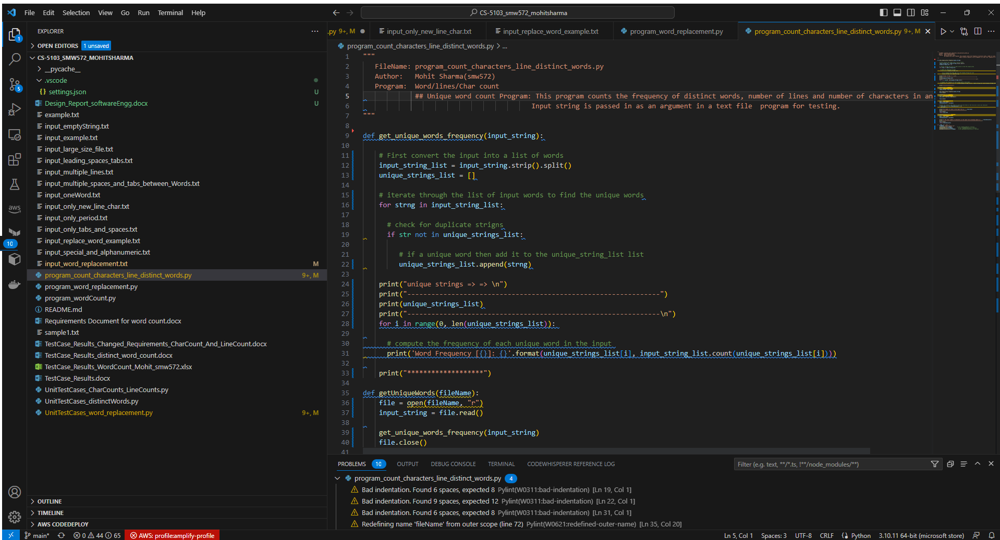 File Edit Selection View Go Run Terminal Help
CS-5103_smw572_mohitsharma
EXPLORER
OPEN EDITORS 1 unsaved
CS-5103_SMW572_MOHITSHARMA
__pycache__
.vscode
{} settings.json U
Design_Report_softwareEngg.docx U
example.txt
input_emptyString.txt
input_example.txt
input_large_size_file.txt
input_leading_spaces_tabs.txt
input_multiple_lines.txt
input_multiple_spaces_and_tabs_between_Words.txt
input_oneWord.txt
input_only_new_line_char.txt
input_only_period.txt
input_only_tabs_and_spaces.txt
input_replace_word_example.txt
input_special_and_alphanumeric.txt
input_word_replacement.txt M
program_count_characters_line_distinct_words.py 9+, M
program_word_replacement.py
program_wordCount.py
README.md
Requirements Document for word count.docx
sample1.txt
TestCase_Results_Changed_Requirements_CharCount_And_LineCount.docx
TestCase_Results_distinct_word_count.docx
TestCase_Results_WordCount_Mohit_smw572.xlsx
TestCase_Results.docx
UnitTestCases_CharCounts_LineCounts.py
UnitTestCases_distinctWords.py
UnitTestCases_word_replacement.py 9+, M
OUTLINE
TIMELINE
AWS CODEDEPLOY
1
5
aws
10
.py 9+, M input_only_new_line_char.txt input_replace_word_example.txt program_word_replacement.py program_count_characters_line_distinct_words.py 9+, M
program_count_characters_line_distinct_words.py > ...
1 """
2 FileName: program_count_characters_line_distinct_words.py
3 Author: Mohit Sharma(smw572)
4 Program: Word/lines/Char count
5 ## Unique word count Program: This program counts the frequency of distinct words, number of lines and number of characters in an
6 Input string is passed in as an argument in a text file program for testing.
7 """
8
9 def get_unique_words_frequency(input_string):
10
11 # First convert the input into a list of words
12 input_string_list = input_string.strip().split()
13 unique_strings_list = []
14
15 # iterate through the list of input words to find the unique words
16 for strng in input_string_list:
17
18 # check for duplicate strigns
19 if str not in unique_strings_list:
20
21 # if a unique word then add it to the unique_string_list list
22 unique_strings_list.append(strng)
23
24 print("unique strings => => \n")
25 print("---------------------------------------------------------------")
26 print(unique_strings_list)
27 print("---------------------------------------------------------------\n")
28 for i in range(0, len(unique_strings_list)):
29
30 # compute the frequency of each unique word in the input
31 print('Word Frequency [{}]: {}'.format(unique_strings_list[i], input_string_list.count(unique_strings_list[i])))
32
33 print("*******************")
34
35 def getUniqueWords(fileName):
36 file = open(fileName, "r")
37 input_string = file.read()
38
39 get_unique_words_frequency(input_string)
40 file.close()
41
PROBLEMS 10 OUTPUT DEBUG CONSOLE TERMINAL CODEWHISPERER REFERENCE LOG Filter (e.g. text, **/*.ts, !**/node_modules/**)
program_count_characters_line_distinct_words.py 4
Bad indentation. Found 6 spaces, expected 8 Pylint(W0311:bad-indentation) [Ln 19, Col 1]
Bad indentation. Found 9 spaces, expected 12 Pylint(W0311:bad-indentation) [Ln 22, Col 1]
Bad indentation. Found 6 spaces, expected 8 Pylint(W0311:bad-indentation) [Ln 31, Col 1]
Redefining name 'fileName' from outer scope (line 72) Pylint(W0621:redefined-outer-name) [Ln 35, Col 20]
main* 0 44 65 AWS: profile:amplify-profile Ln 5, Col 1 Spaces: 3 UTF-8 CRLF Python 3.10.11 64-bit (microsoft store)